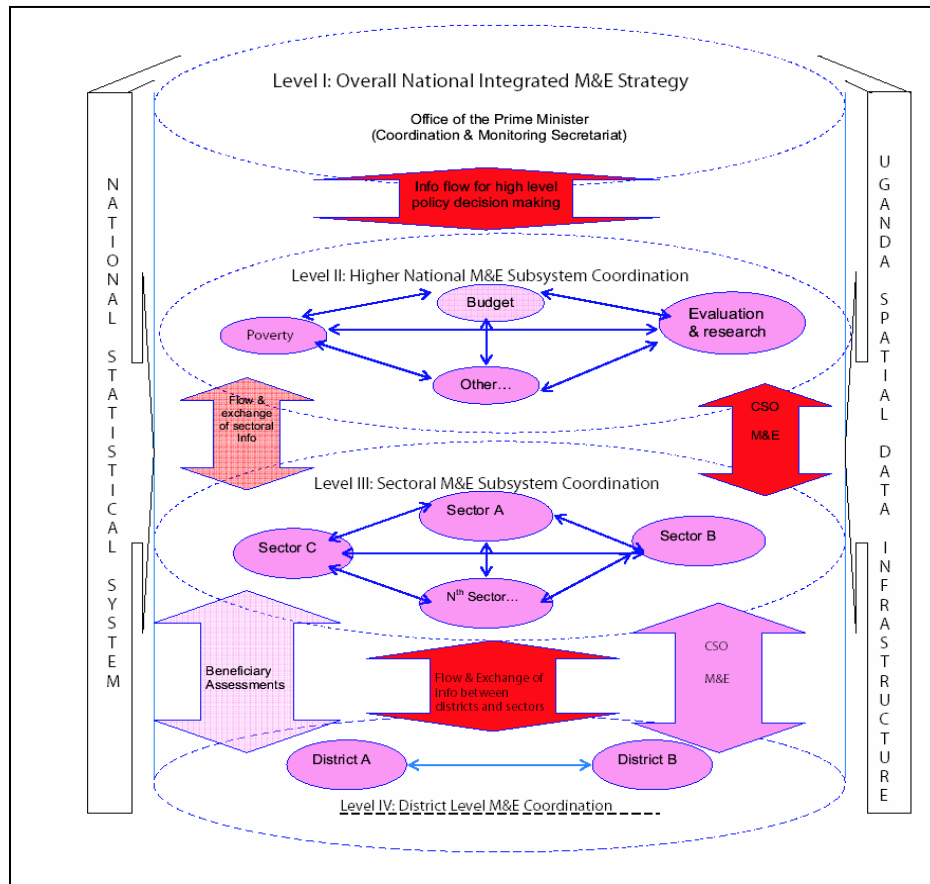 Level I: Overall National Integrated M&E Strategy
Office of the Prime Minister
(Coordination & Monitoring Secretariat)
Info flow for high level
policy decision making
NATIONAL STATISTICAL SYSTEM
UGANDA SPATIAL DATA INFRASTRUCTURE
Level II: Higher National M&E Subsystem Coordination
Budget
Poverty
Evaluation
& research
Other...
Flow &
exchange
of sectoral
Info
CSO
M&E
Level III: Sectoral M&E Subsystem Coordination
Sector A
Sector C
Sector B
Nth Sector...
Beneficiary
Assessments
Flow & Exchange of
info between
districts and sectors
CSO
M&E
District A
District B
Level IV: District Level M&E Coordination